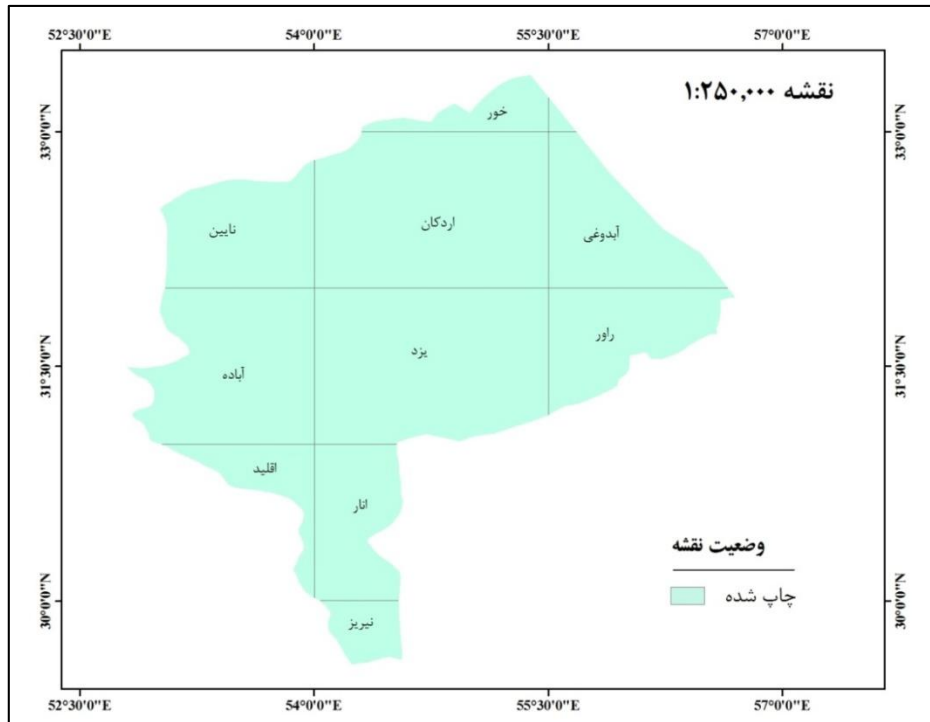 52°30'0"E
54°0'0"E
55°30'0"E
57°0'0"E
نقشه ۱:۲۵۰,۰۰۰
33°0'0"N
33°0'0"N
خور
نایین
اردکان
آبدوغی
31°30'0"N
31°30'0"N
آباده
یزد
راور
اقلید
انار
وضعیت نقشه
چاپ شده
30°0'0"N
30°0'0"N
نیریز
52°30'0"E
54°0'0"E
55°30'0"E
57°0'0"E